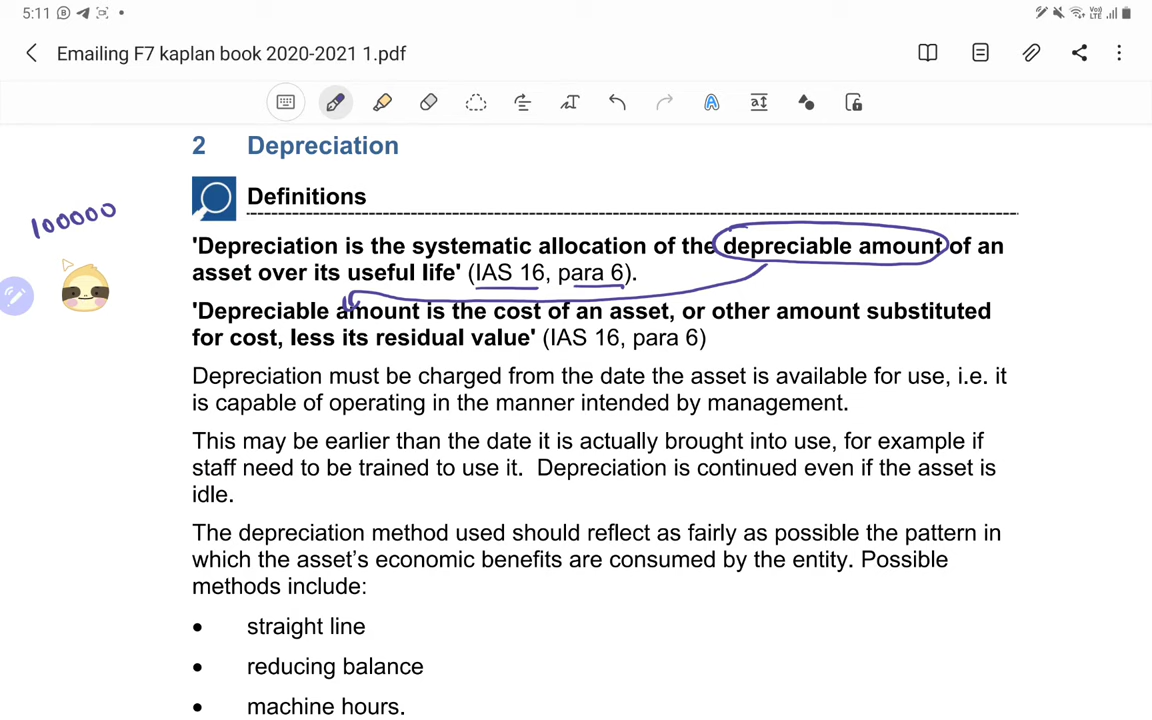 5:11
Vo))
LTE
Emailing F7 kaplan book 2020-2021 1.pdf
2 Depreciation
Definitions
100000
'Depreciation is the systematic allocation of the depreciable amount of an
asset over its useful life' (IAS 16, para 6).
'Depreciable amount is the cost of an asset, or other amount substituted
for cost, less its residual value' (IAS 16, para 6)
Depreciation must be charged from the date the asset is available for use, i.e. it
is capable of operating in the manner intended by management.
This may be earlier than the date it is actually brought into use, for example if
staff need to be trained to use it.  Depreciation is continued even if the asset is
idle.
The depreciation method used should reflect as fairly as possible the pattern in
which the asset's economic benefits are consumed by the entity. Possible
methods include:
• straight line
• reducing balance
• machine hours.